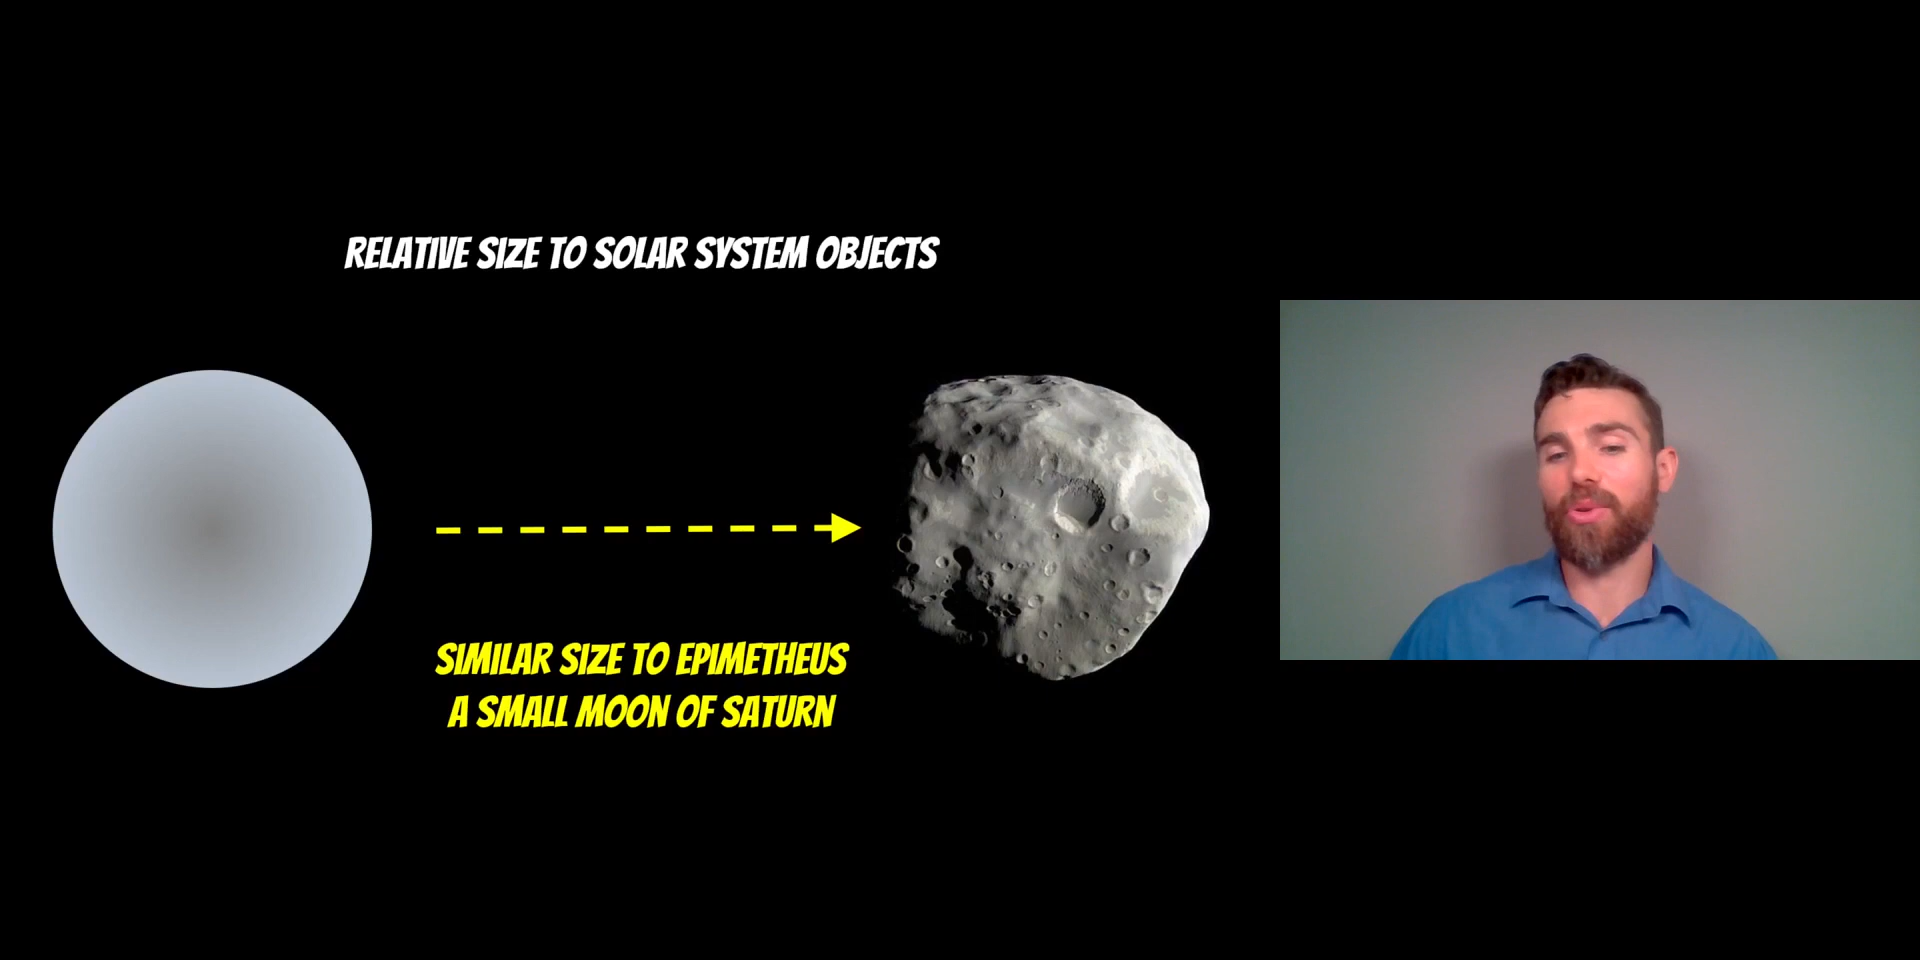 RELATIVE SIZE TO SOLAR SYSTEM OBJECTS
SIMILAR SIZE TO EPIMETHEUS
A SMALL MOON OF SATURN